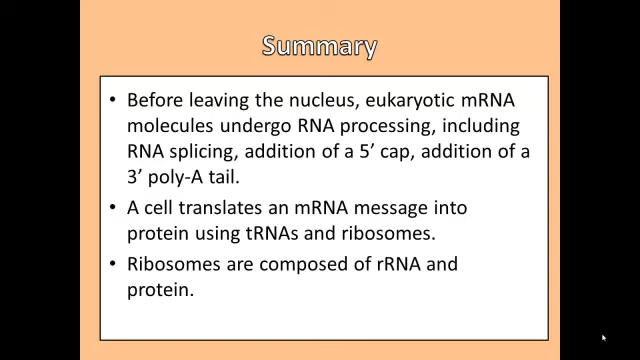 Summary
• Before leaving the nucleus, eukaryotic mRNA
molecules undergo RNA processing, including
RNA splicing, addition of a 5’ cap, addition of a
3’ poly-A tail.
• A cell translates an mRNA message into
protein using tRNAs and ribosomes.
• Ribosomes are composed of rRNA and
protein.